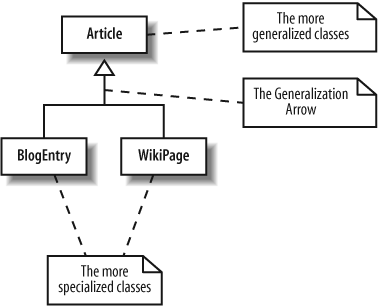 Article
The more
generalized classes
The Generalization
Arrow
BlogEntry
WikiPage
The more
specialized classes